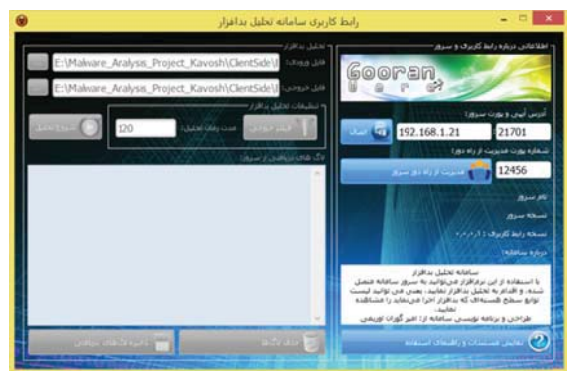 رابط کاربری سامانه تحلیل بدافزار
اطلاعاتی درباره رابط کاربری و سرور
Gooran
آدرس آیپی و پورت سرور:
21701
:
192.168.1.21
اتصال
شماره پورت مدیریت از راه دور:
12456
مدیریت از راه دور سرور
نام سرور
نسخه سرور
نسخه رابط کاربری :
درباره سامانه:
سامانه تحلیل بدافزار
با استفاده از این نرم‌افزار می‌توانید به سرور سامانه متصل
شده، و اقدام به تحلیل بدافزار نمایید، یعنی می توانید لیست
توابع سطح هسته‌ای که بدافزار اجرا می‌نماید را مشاهده
نمایید.
طراحی و برنامه نویسی سامانه از: امیر گوران اوریمی
نمایش مستندات و راهنمای استفاده
تحلیل بدافزار
فایل ورودی:
E:\Malware_Analysis_Project_Kavosh\ClientSide\I
فایل خروجی:
E:\Malware_Analysis_Project_Kavosh\ClientSide\I
تنظیمات تحلیل بدافزار
فیلتر خروجی
مدت زمان تحلیل:
120
شروع تحلیل
لاگ های دریافتی از سرور:
حذف لاگ‌ها
ذخیره لاگ‌های دریافتی